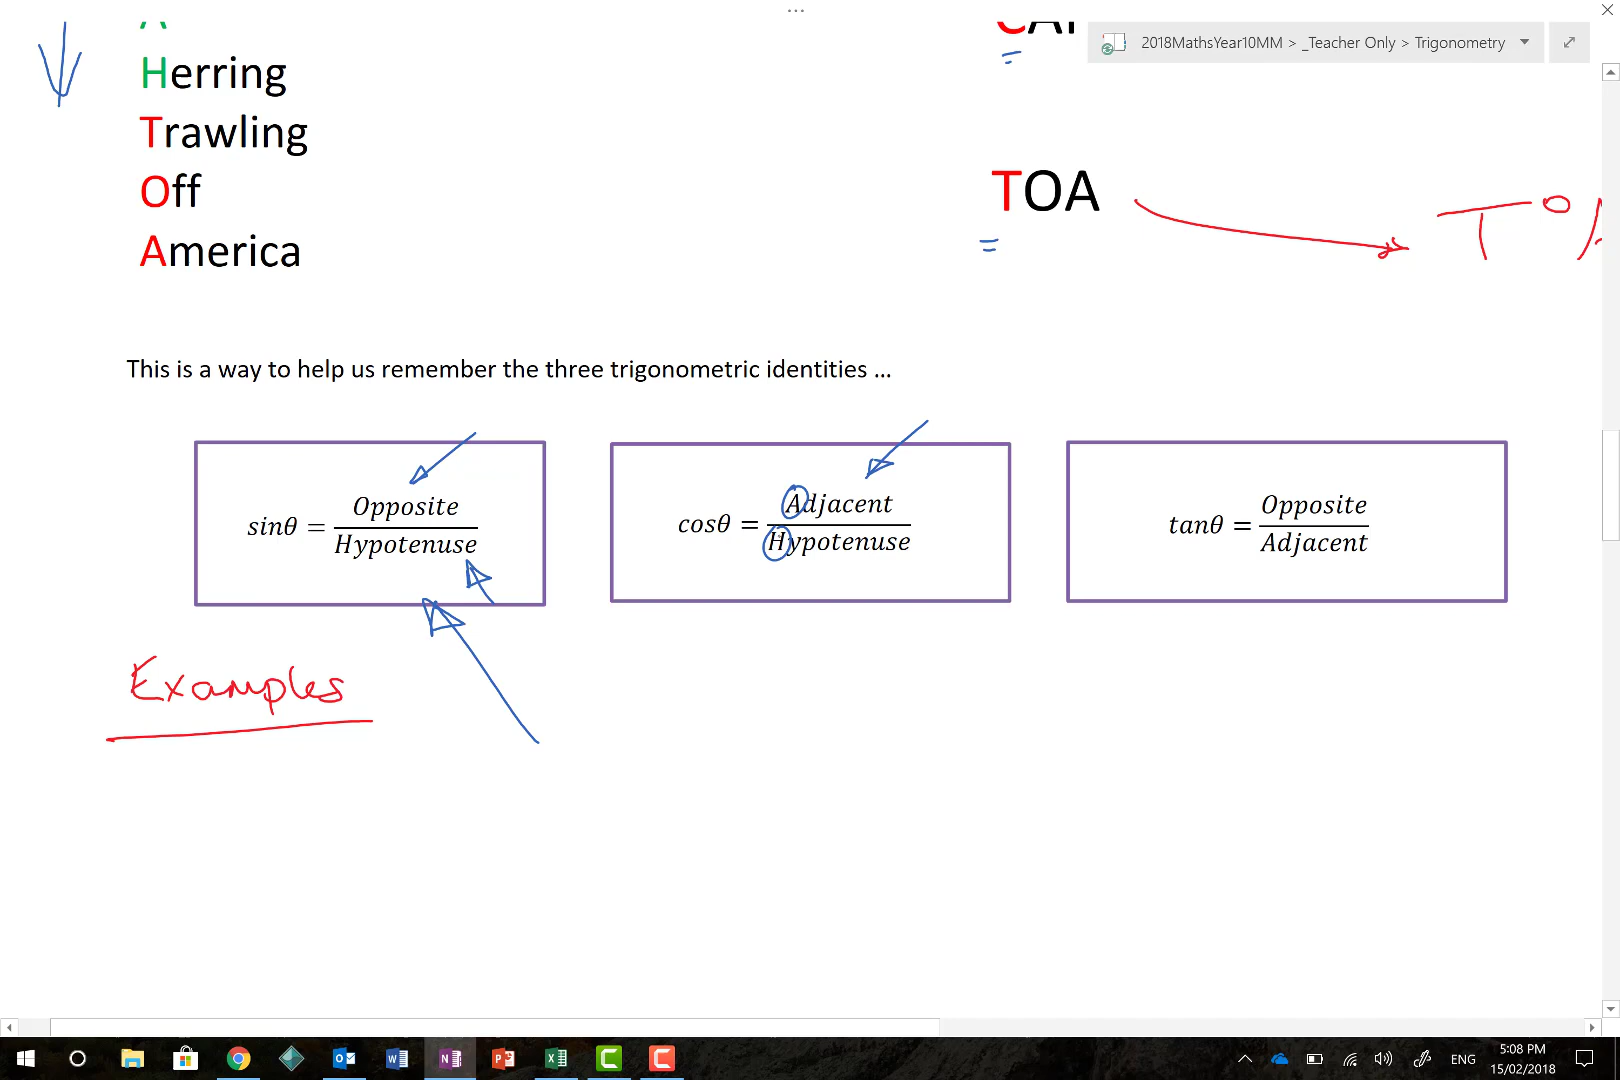 2018MathsYear10MM > _Teacher Only > Trigonometry
Herring
Trawling
Off
America
TOA
TOA
This is a way to help us remember the three trigonometric identities ...
sinθ = Opposite / Hypotenuse
cosθ = Adjacent / Hypotenuse
tanθ = Opposite / Adjacent
Examples
ENG
5:08 PM
15/02/2018